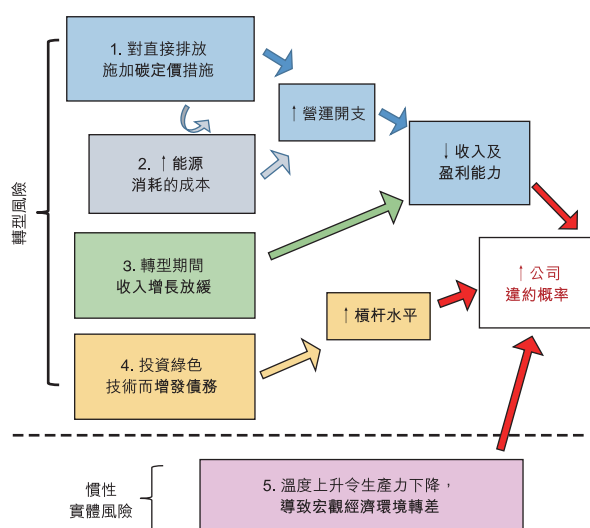 1. 對直接排放
施加碳定價措施
↑營運開支
2. ↑能源
消耗的成本
↓收入及
盈利能力
轉型風險
3. 轉型期間
收入增長放緩
↑公司
違約概率
↑槓杆水平
4. 投資綠色
技術而增發債務
慣性
實體風險
5. 溫度上升令生產力下降，
導致宏觀經濟環境轉差